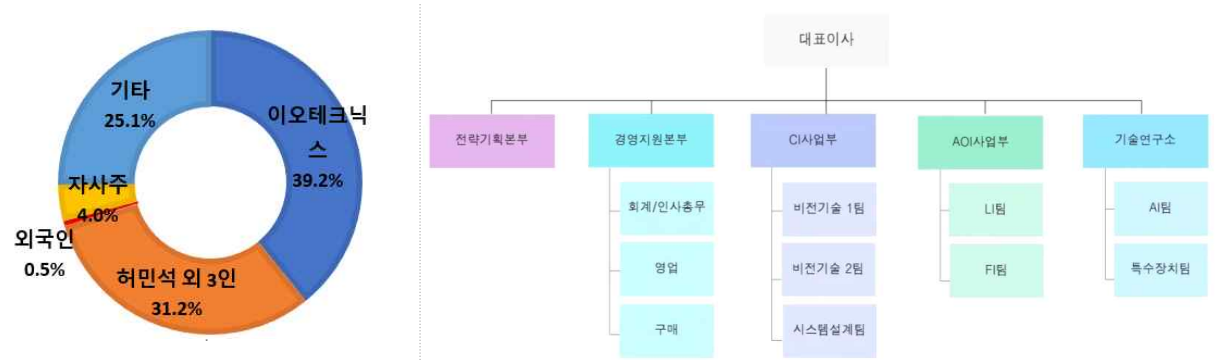 기타
25.1%
이오테크닉
스
39.2%
자사주
4.0%
외국인
0.5%
허민석 외 3인
31.2%
대표이사
전략기획본부
경영지원본부
CI사업부
AOI사업부
기술연구소
회계/인사총무
비전기술 1팀
LI팀
AI팀
영업
비전기술 2팀
FI팀
특수장치팀
구매
시스템설계팀